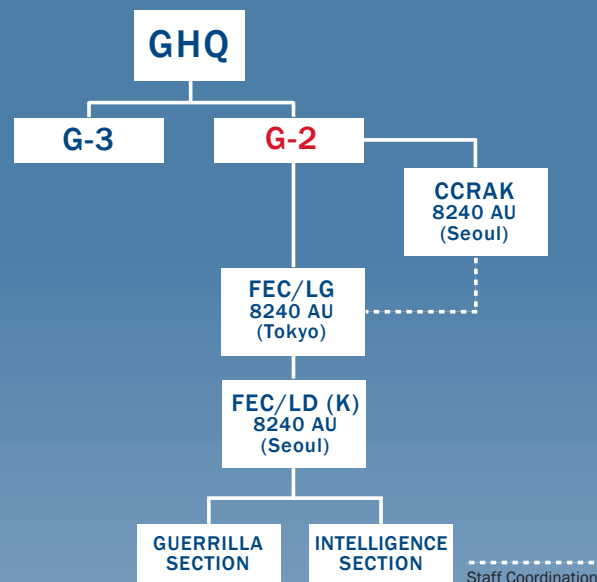 GHQ
G-3
G-2
CCRAK
8240 AU
(Seoul)
FEC/LG
8240 AU
(Tokyo)
FEC/LD (K)
8240 AU
(Seoul)
GUERRILLA
SECTION
INTELLIGENCE
SECTION
Staff Coordination